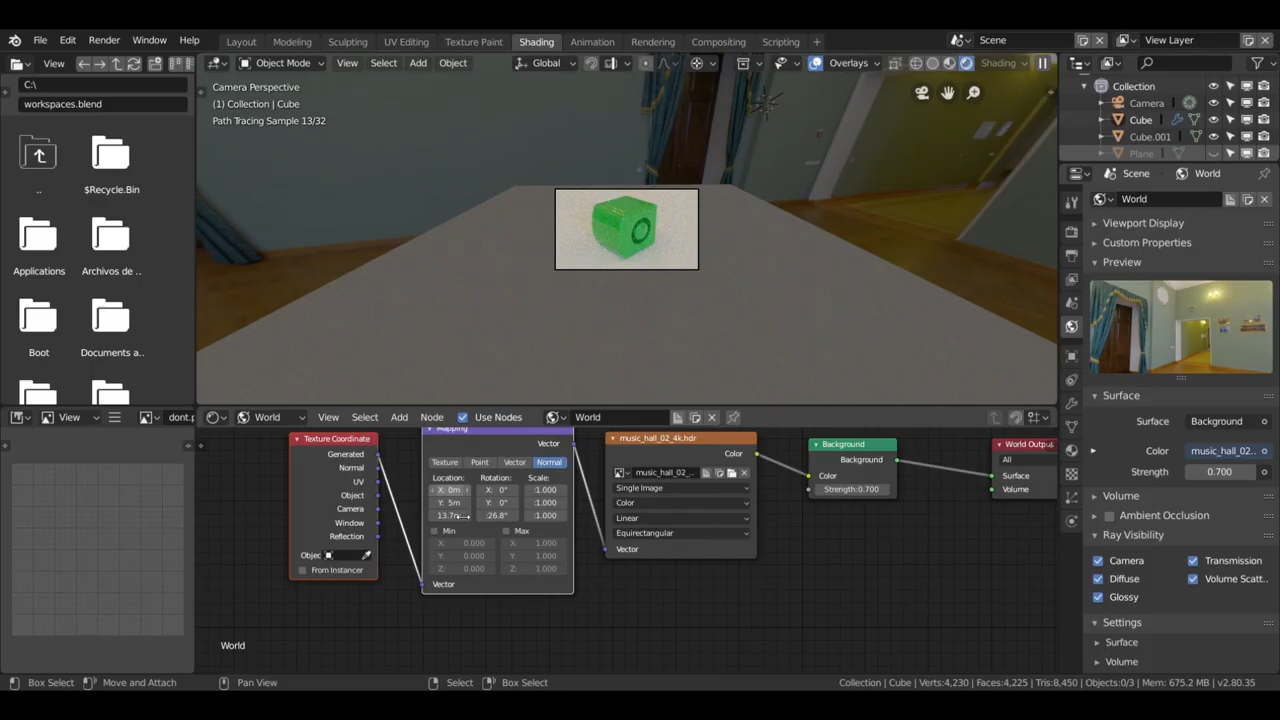 File Edit Render Window Help
Layout Modeling Sculpting UV Editing Texture Paint Shading Animation Rendering Compositing Scripting +
Scene View Layer
View
C:\
workspaces.blend
..
$Recycle.Bin
Applications
Archivos de ..
Boot
Documents a..
Object Mode View Select Add Object Global Overlays Shading
Camera Perspective
(1) Collection | Cube
Path Tracing Sample 13/32
Collection
Camera
Cube
Cube.001
Plane
Scene World
World
Viewport Display
Custom Properties
Preview
Surface
Surface Background
Color music_hall_02..
Strength 0.700
Volume
Ambient Occlusion
Ray Visibility
Camera Transmission
Diffuse Volume Scatt..
Glossy
Settings
Surface
Volume
View dont.p
World View Select Add Node Use Nodes World
Texture Coordinate
Generated
Normal
UV
Object
Camera
Window
Reflection
Objec
From Instancer
Mapping
Vector
Texture Point Vector Normal
Location: Rotation: Scale:
X: 0m X: 0° :1.000
Y: 5m Y: 0° :1.000
13.7m :26.8° :1.000
Min Max
X: 0.000 X: 1.000
Y: 0.000 Y: 1.000
Z: 0.000 Z: 1.000
Vector
music_hall_02_4k.hdr
Color
music_hall_02_..
Single Image
Color
Linear
Equirectangular
Vector
Background
Background
Color
Strength:0.700
World Output
All
Surface
Volume
World
Box Select Move and Attach Pan View Select Box Select Collection | Cube | Verts:4,230 | Faces:4,225 | Tris:8,450 | Objects:0/3 | Mem: 675.2 MB | v2.80.35